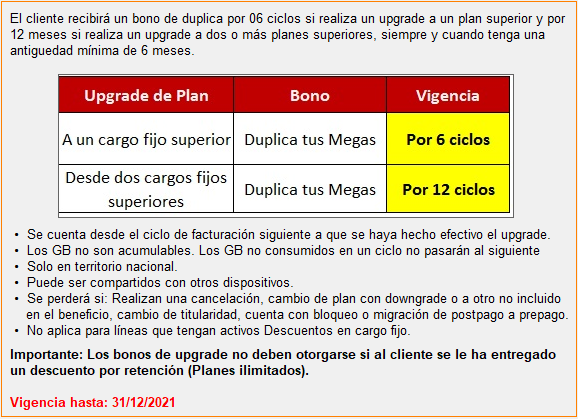 El cliente recibirá un bono de duplica por 06 ciclos si realiza un upgrade a un plan superior y por
12 meses si realiza un upgrade a dos o más planes superiores, siempre y cuando tenga una
antiguedad mínima de 6 meses.
Upgrade de Plan Bono Vigencia
A un cargo fijo superior Duplica tus Megas Por 6 ciclos
Desde dos cargos fijos
superiores Duplica tus Megas Por 12 ciclos
• Se cuenta desde el ciclo de facturación siguiente a que se haya hecho efectivo el upgrade.
• Los GB no son acumulables. Los GB no consumidos en un ciclo no pasarán al siguiente
• Solo en territorio nacional.
• Puede ser compartidos con otros dispositivos.
• Se perderá si: Realizan una cancelación, cambio de plan con downgrade o a otro no incluido
en el beneficio, cambio de titularidad, cuenta con bloqueo o migración de postpago a prepago.
• No aplica para líneas que tengan activos Descuentos en cargo fijo.
Importante: Los bonos de upgrade no deben otorgarse si al cliente se le ha entregado
un descuento por retención (Planes ilimitados).
Vigencia hasta: 31/12/2021